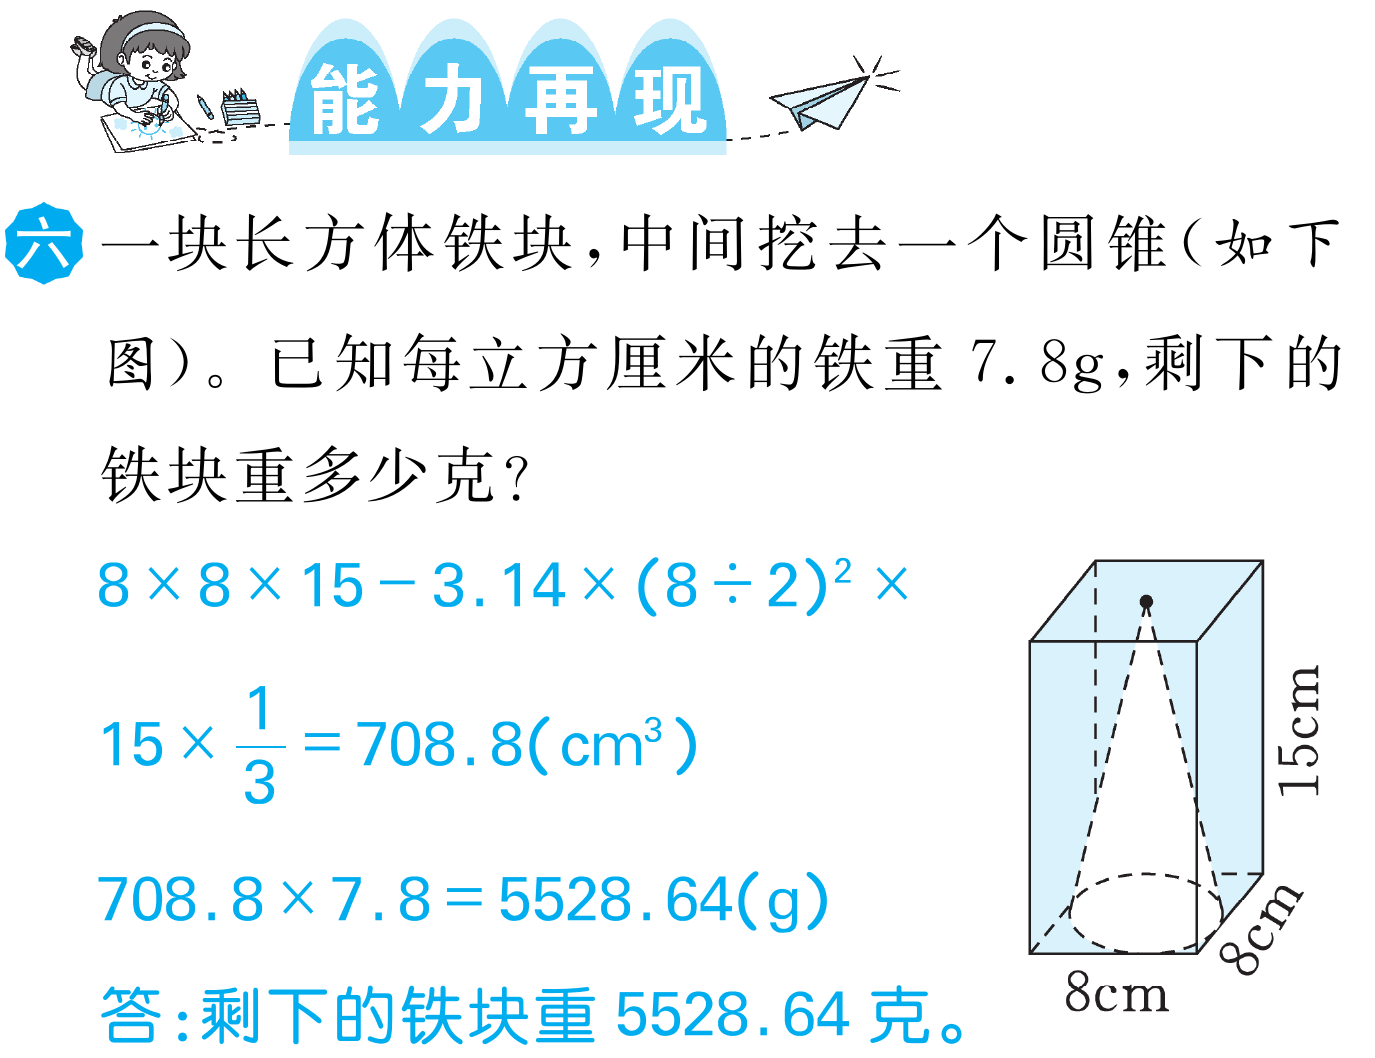 能力再现
六 一块长方体铁块,中间挖去一个圆锥(如下
图)。已知每立方厘米的铁重 7.8g,剩下的
铁块重多少克?
8×8×15-3.14×(8÷2)²×
15×1/3=708.8(cm³)
708.8×7.8=5528.64(g)
答:剩下的铁块重 5528.64 克。
15cm
8cm
8cm